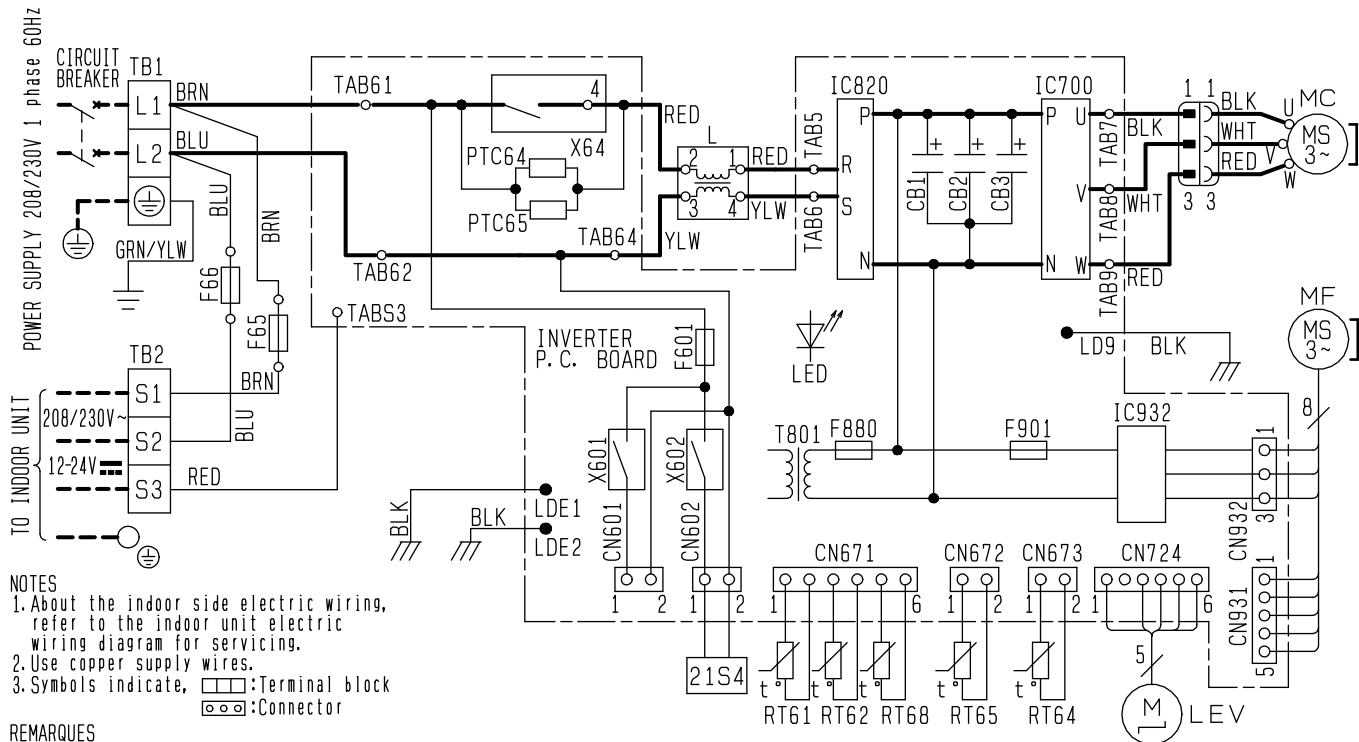 POWER SUPPLY 208/230V 1 phase 60Hz
CIRCUIT
BREAKER
TB1
L1
L2
BRN
BLU
BLU
BRN
GRN/YLW
F66
F65
TB2
S1
S2
S3
BRN
BLU
RED
TO INDOOR UNIT
208/230V~
12-24V
TAB61
4
X64
PTC64
PTC65
TAB62
TAB64
TABS3
RED
YLW
L
2 1
3 4
RED
YLW
TAB5
TAB6
IC820
P
R
S
N
CB1
+
CB2
+
CB3
+
IC700
P
U
V
N
W
TAB7
TAB8
TAB9
BLK
WHT
RED
1 1
3 3
BLK
WHT
RED
U
V
W
MC
MS
3~
MF
MS
3~
8
INVERTER
P.C. BOARD
F601
LED
LD9
BLK
X601
X602
CN601
CN602
1 2
1 2
21S4
BLK
BLK
LDE1
LDE2
T801
F880
F901
IC932
CN932
1
3
CN931
1
5
CN671
1 6
CN672
1 2
CN673
1 2
CN724
1 6
t°
t°
t°
t°
t°
RT61
RT62
RT68
RT65
RT64
5
M
LEV
NOTES
1. About the indoor side electric wiring,
refer to the indoor unit electric
wiring diagram for servicing.
2. Use copper supply wires.
3. Symbols indicate, :Terminal block
:Connector
REMARQUES